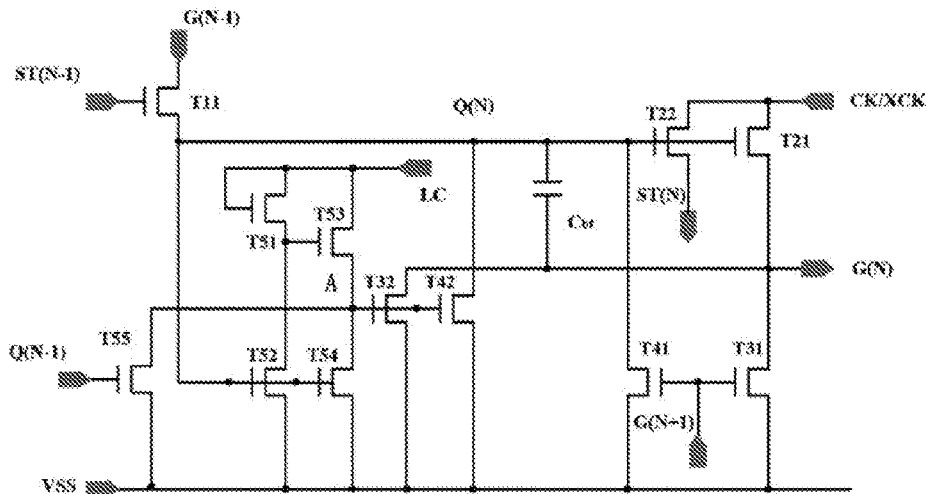 G(N-1)
ST(N-1)
T11
Q(N)
T22
CK/XCK
T21
LC
T53
ST(N)
T51
Cbt
A
T32
T42
G(N)
T55
Q(N-1)
T52
T54
T41
T31
G(N+1)
VSS